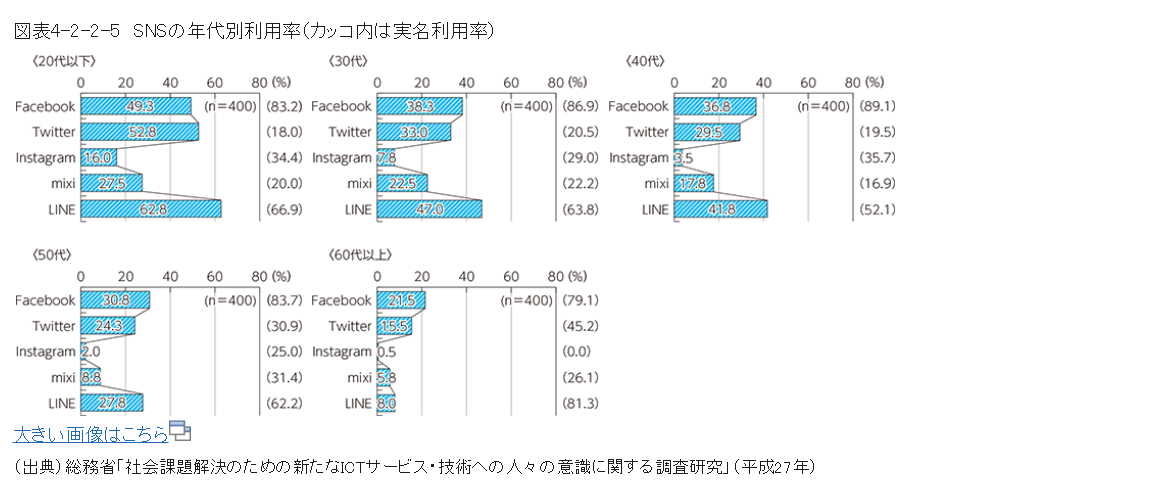 図表4-2-2-5 SNSの年代別利用率(カッコ内は実名利用率)
〈20代以下〉
0 20 40 60 80 (%)
Facebook 49.3 (n=400) (83.2)
Twitter 52.8 (18.0)
Instagram 16.0 (34.4)
mixi 27.5 (20.0)
LINE 62.8 (66.9)
〈30代〉
0 20 40 60 80 (%)
Facebook 38.3 (n=400) (86.9)
Twitter 33.0 (20.5)
Instagram 7.8 (29.0)
mixi 22.5 (22.2)
LINE 47.0 (63.8)
〈40代〉
0 20 40 60 80 (%)
Facebook 36.8 (n=400) (89.1)
Twitter 29.5 (19.5)
Instagram 3.5 (35.7)
mixi 17.8 (16.9)
LINE 41.8 (52.1)
〈50代〉
0 20 40 60 80 (%)
Facebook 30.8 (n=400) (83.7)
Twitter 24.3 (30.9)
Instagram 2.0 (25.0)
mixi 8.8 (31.4)
LINE 27.8 (62.2)
〈60代以上〉
0 20 40 60 80 (%)
Facebook 21.5 (n=400) (79.1)
Twitter 15.5 (45.2)
Instagram 0.5 (0.0)
mixi 5.8 (26.1)
LINE 8.0 (81.3)
大きい画像はこちら
(出典)総務省「社会課題解決のための新たなICTサービス・技術への人々の意識に関する調査研究」(平成27年)